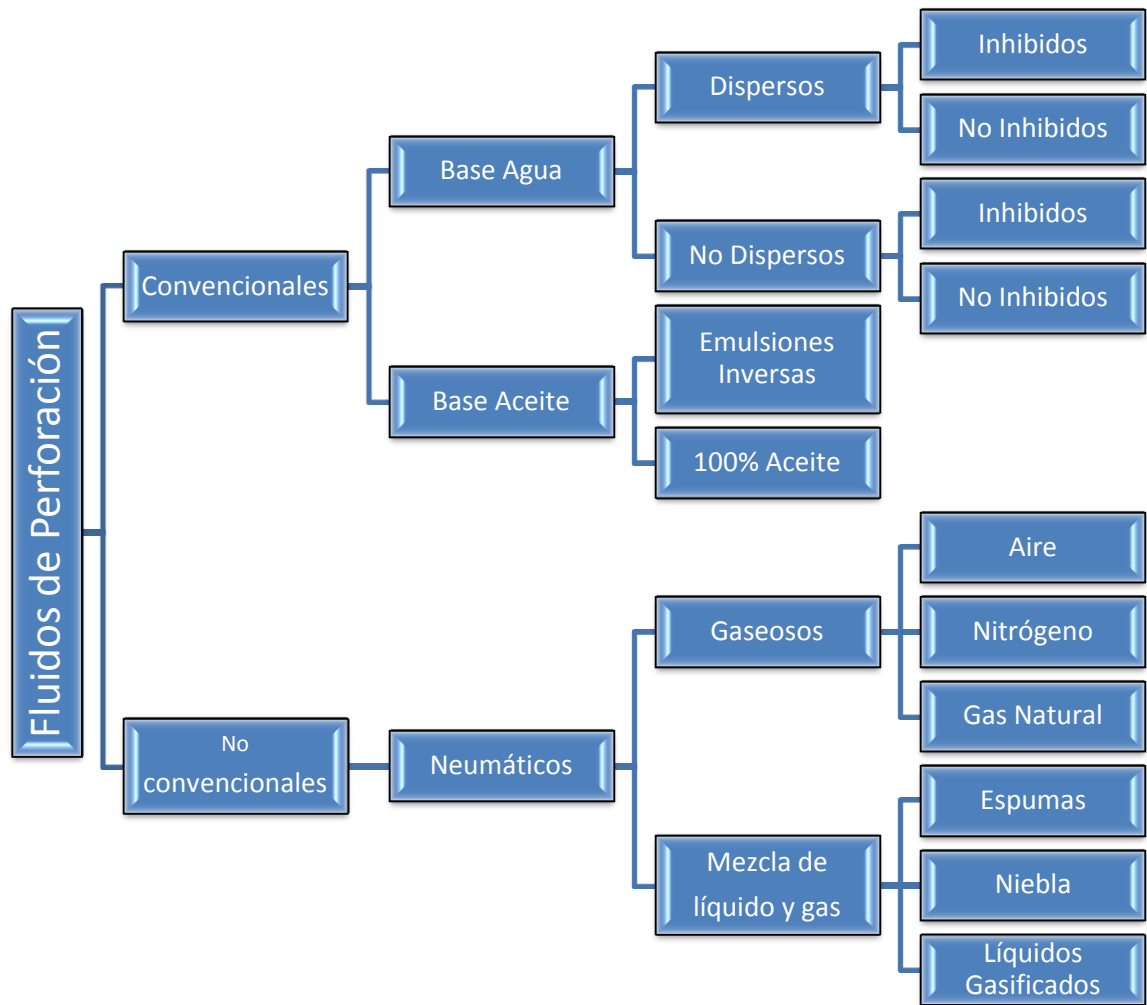 Fluidos de Perforación
Convencionales
Base Agua
Dispersos
Inhibidos
No Inhibidos
No Dispersos
Inhibidos
No Inhibidos
Base Aceite
Emulsiones
Inversas
100% Aceite
No
convencionales
Neumáticos
Gaseosos
Aire
Nitrógeno
Gas Natural
Mezcla de
líquido y gas
Espumas
Niebla
Líquidos
Gasificados